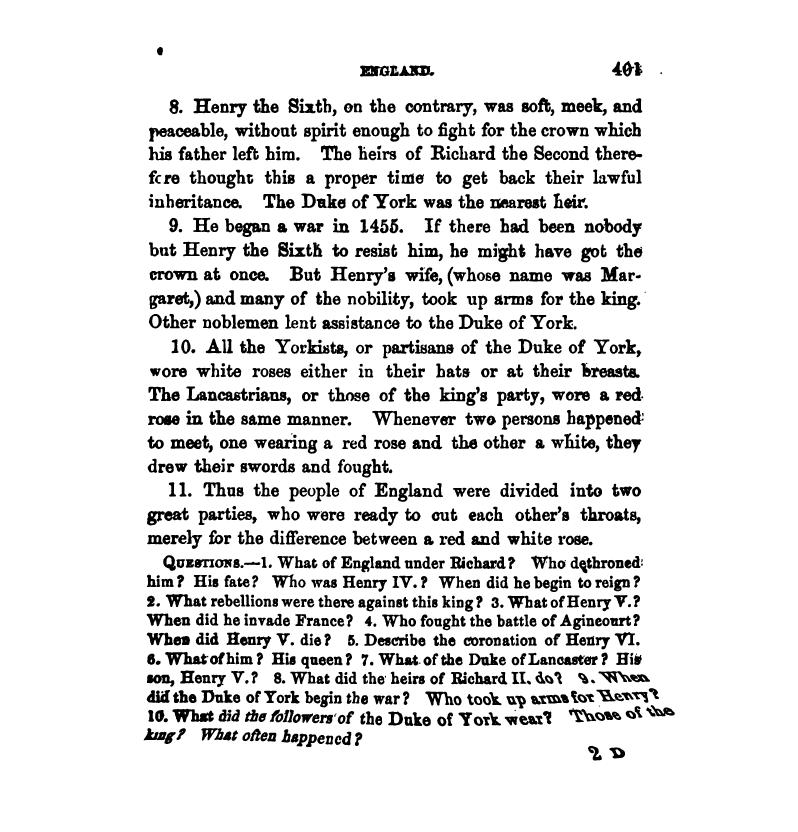 ENGLAND. 401
8. Henry the Sixth, on the contrary, was soft, meek, and
peaceable, without spirit enough to fight for the crown which
his father left him. The heirs of Richard the Second there-
fore thought this a proper time to get back their lawful
inheritance. The Duke of York was the nearest heir.
9. He began a war in 1455. If there had been nobody
but Henry the Sixth to resist him, he might have got the
crown at once. But Henry's wife, (whose name was Mar-
garet,) and many of the nobility, took up arms for the king.
Other noblemen lent assistance to the Duke of York.
10. All the Yorkists, or partisans of the Duke of York,
wore white roses either in their hats or at their breasts.
The Lancastrians, or those of the king's party, wore a red
rose in the same manner. Whenever two persons happened
to meet, one wearing a red rose and the other a white, they
drew their swords and fought.
11. Thus the people of England were divided into two
great parties, who were ready to cut each other's throats,
merely for the difference between a red and white rose.
QUESTIONS.—1. What of England under Richard? Who dethroned
him? His fate? Who was Henry IV.? When did he begin to reign?
2. What rebellions were there against this king? 3. What of Henry V.?
When did he invade France? 4. Who fought the battle of Agincourt?
When did Henry V. die? 5. Describe the coronation of Henry VI.
6. What of him? His queen? 7. What of the Duke of Lancaster? His
son, Henry V.? 8. What did the heirs of Richard II. do? 9. When
did the Duke of York begin the war? Who took up arms for Henry?
10. What did the followers of the Duke of York wear? Those of the
king? What often happened?
2 D